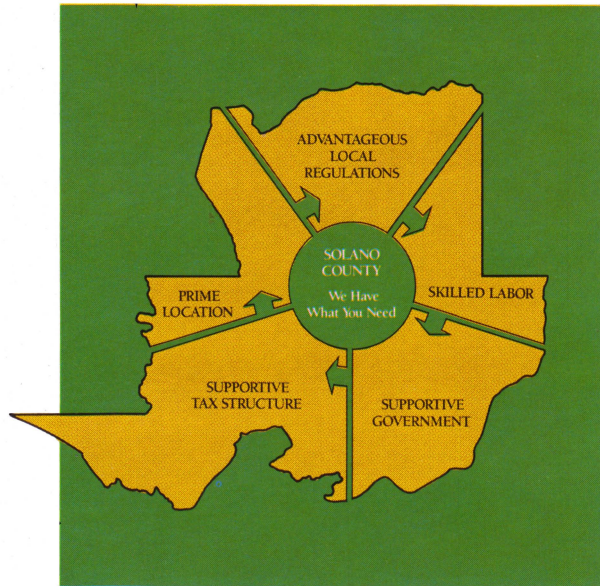 ADVANTAGEOUS
LOCAL
REGULATIONS
SOLANO
COUNTY
We Have
What You Need
PRIME
LOCATION
SKILLED LABOR
SUPPORTIVE
TAX STRUCTURE
SUPPORTIVE
GOVERNMENT